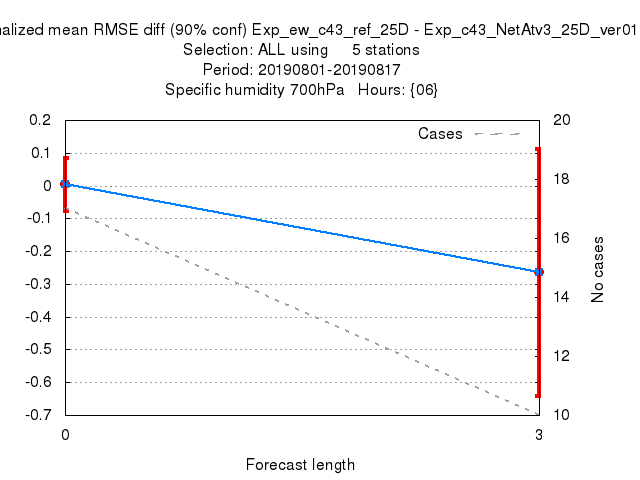 nalized mean RMSE diff (90% conf) Exp_ew_c43_ref_25D - Exp_c43_NetAtv3_25D_ver01
Selection: ALL using 5 stations
Period: 20190801-20190817
Specific humidity 700hPa Hours: {06}
Cases
0.2
0.1
0
-0.1
-0.2
-0.3
-0.4
-0.5
-0.6
-0.7
20
18
16
14
12
10
No cases
0 3
Forecast length